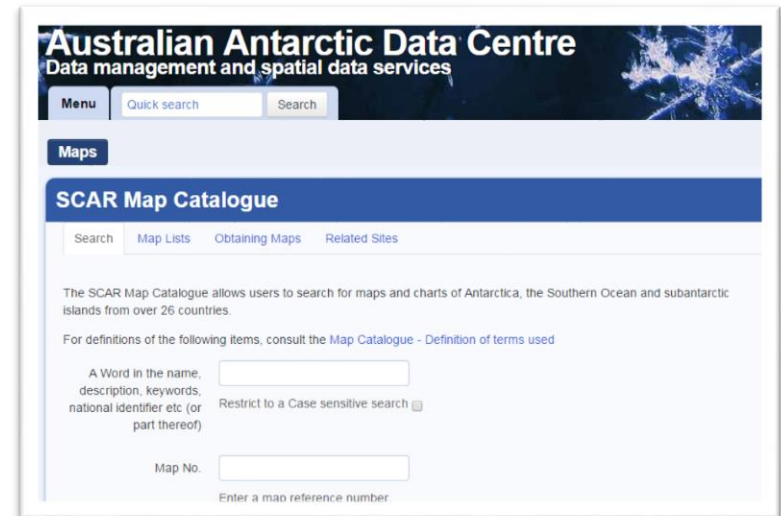 Australian Antarctic Data Centre
Data management and spatial data services
Menu Quick search Search
Maps
SCAR Map Catalogue
Search Map Lists Obtaining Maps Related Sites
The SCAR Map Catalogue allows users to search for maps and charts of Antarctica, the Southern Ocean and subantarctic
islands from over 26 countries.
For definitions of the following items, consult the Map Catalogue - Definition of terms used
A Word in the name,
description, keywords,
national identifier etc (or
part thereof)
Restrict to a Case sensitive search
Map No.
Enter a map reference number